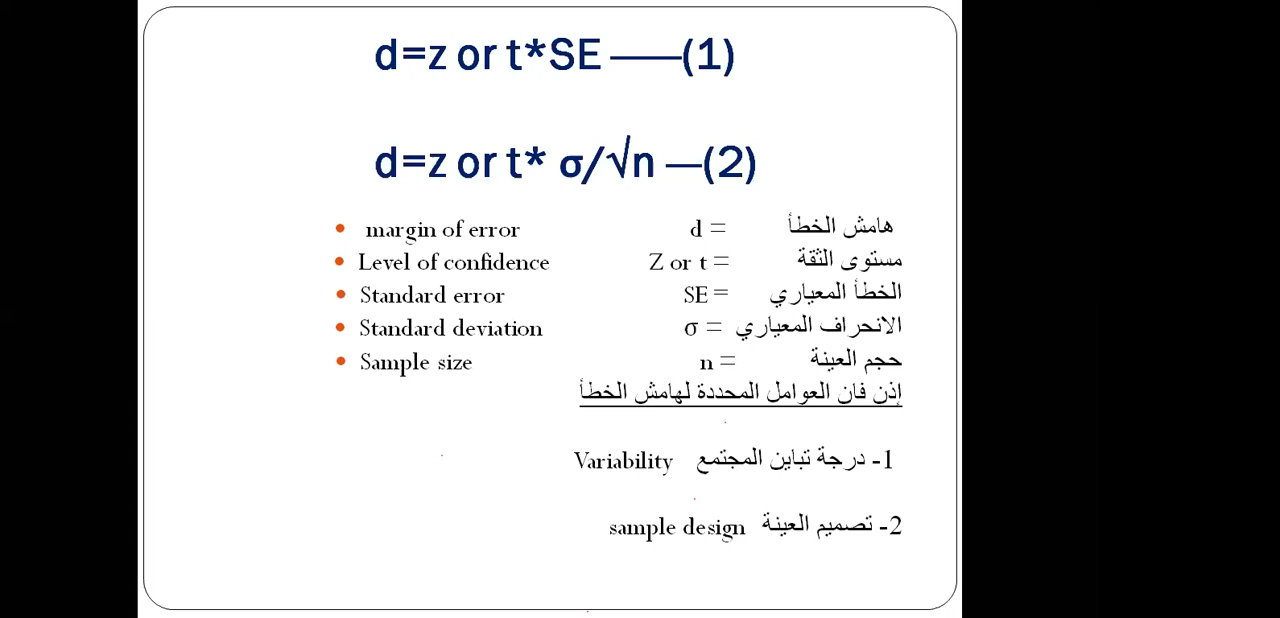 d=z or t*SE ——(1)
d=z or t* σ/√n —(2)
• margin of error d = هامش الخطأ
• Level of confidence Z or t = مستوى الثقة
• Standard error SE = الخطأ المعياري
• Standard deviation σ = الانحراف المعياري
• Sample size n = حجم العينة
إذن فان العوامل المحددة لهامش الخطأ
1- درجة تباين المجتمع Variability
2- تصميم العينة sample design